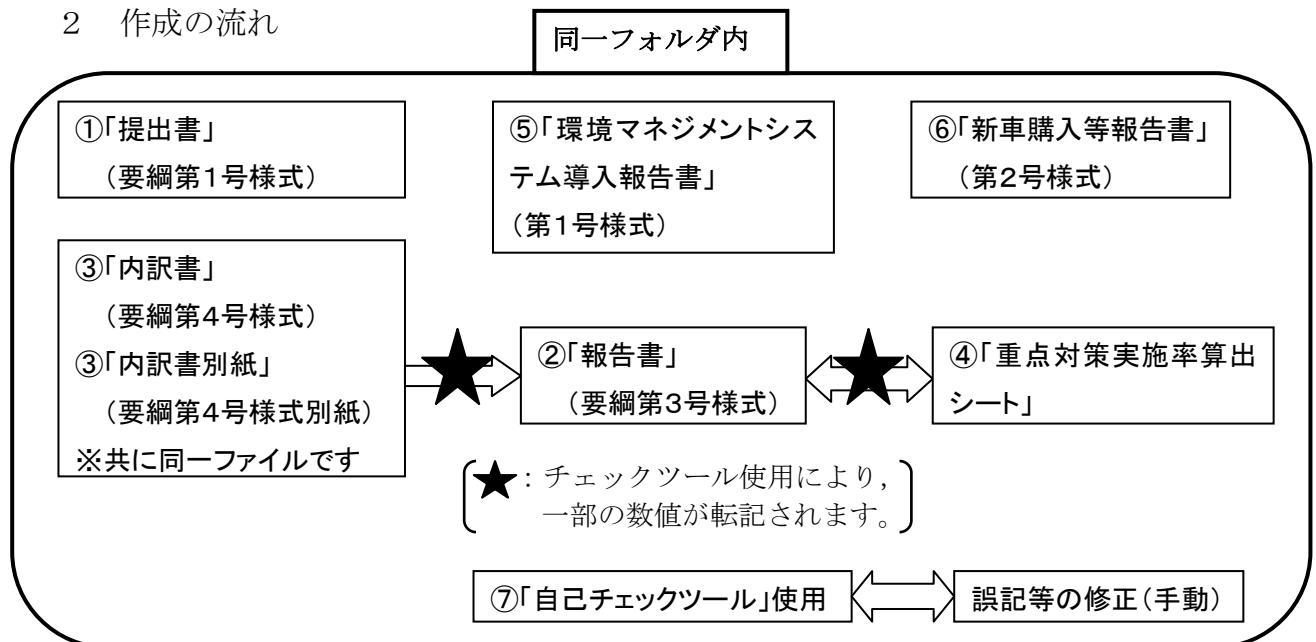 2 作成の流れ
同一フォルダ内
①「提出書」
(要綱第1号様式)
⑤「環境マネジメントシス
テム導入報告書」
(第1号様式)
⑥「新車購入等報告書」
(第2号様式)
③「内訳書」
(要綱第4号様式)
③「内訳書別紙」
(要綱第4号様式別紙)
※共に同一ファイルです
②「報告書」
(要綱第3号様式)
④「重点対策実施率算出
シート」
★:チェックツール使用により,
一部の数値が転記されます。
⑦「自己チェックツール」使用
誤記等の修正(手動)